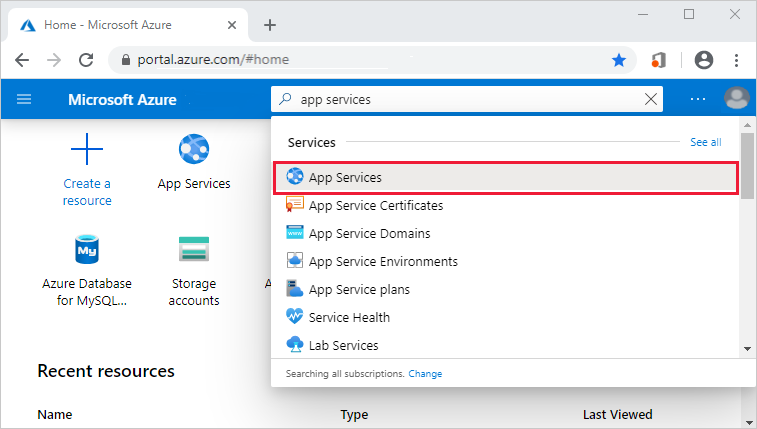 Home - Microsoft Azure
portal.azure.com/#home
Microsoft Azure
app services
Services
See all
App Services
App Service Certificates
App Service Domains
App Service Environments
App Service plans
Service Health
Lab Services
Searching all subscriptions. Change
Create a
resource
App Services
My
Azure Database
for MySQL...
Storage
accounts
A
Recent resources
Name Type Last Viewed